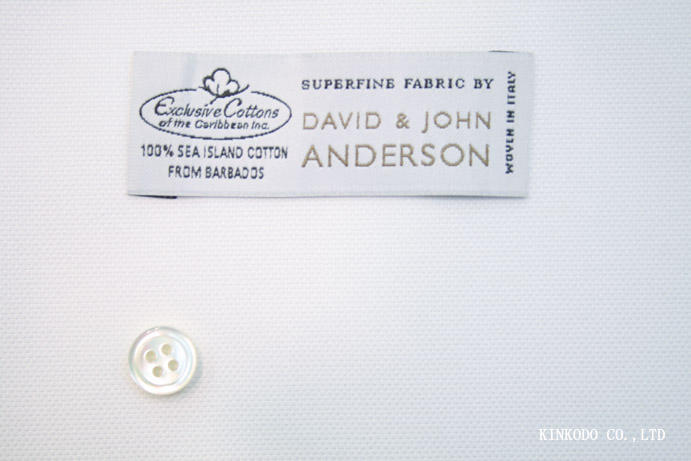 Exclusive Cottons
of the Caribbean Inc.
100% SEA ISLAND COTTON
FROM BARBADOS
SUPERFINE FABRIC BY
DAVID & JOHN
ANDERSON
WOVEN IN ITALY
KINKODO CO.,LTD